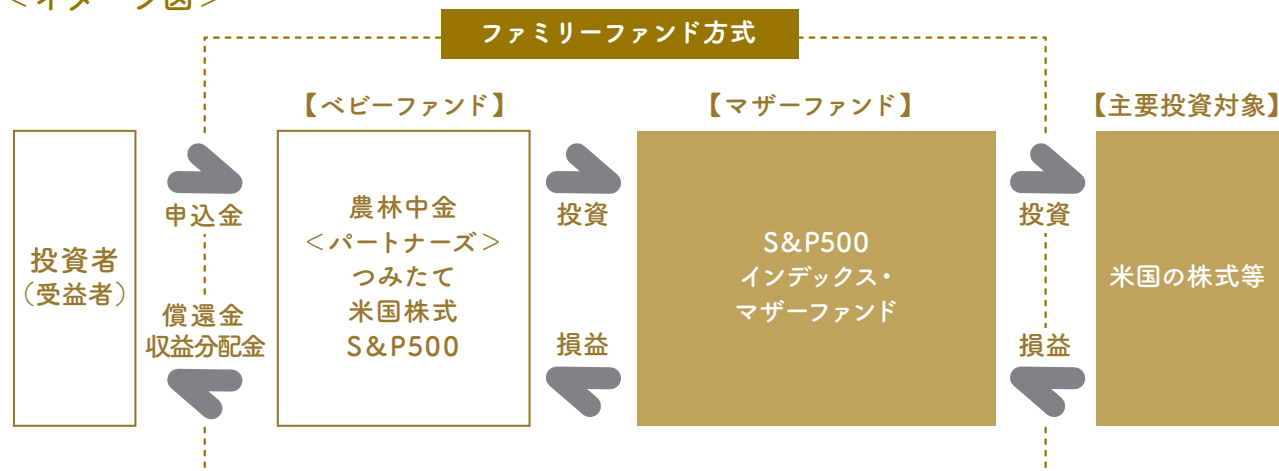 ＜イメージ図＞
ファミリーファンド方式
【ベビーファンド】
【マザーファンド】
【主要投資対象】
投資者
（受益者）
申込金
償還金
収益分配金
農林中金
＜パートナーズ＞
つみたて
米国株式
S&P500
投資
損益
S&P500
インデックス・
マザーファンド
投資
損益
米国の株式等